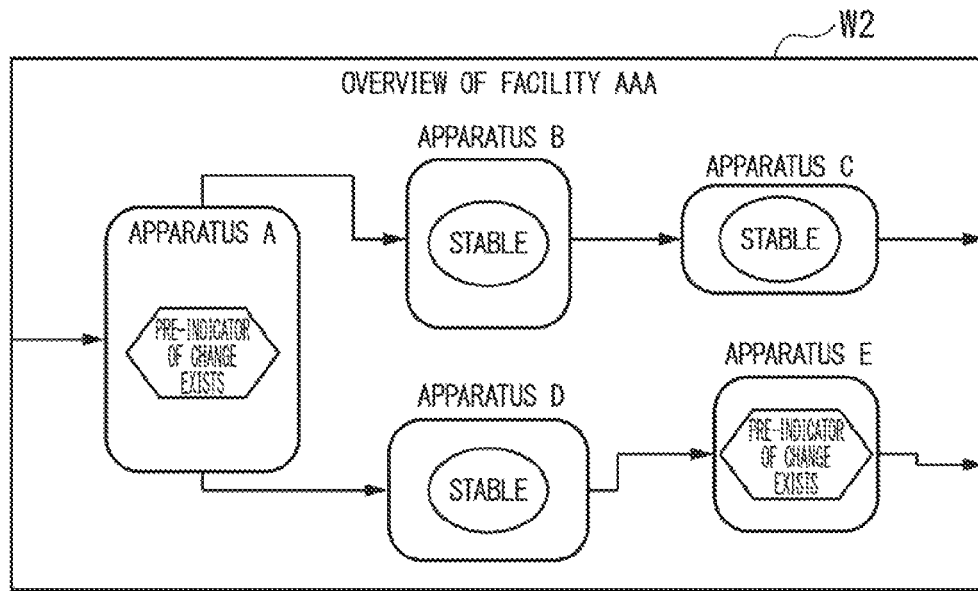 W2
OVERVIEW OF FACILITY AAA
APPARATUS A
PRE-INDICATOR
OF CHANGE
EXISTS
APPARATUS B
STABLE
APPARATUS C
STABLE
APPARATUS D
STABLE
APPARATUS E
PRE-INDICATOR
OF CHANGE
EXISTS